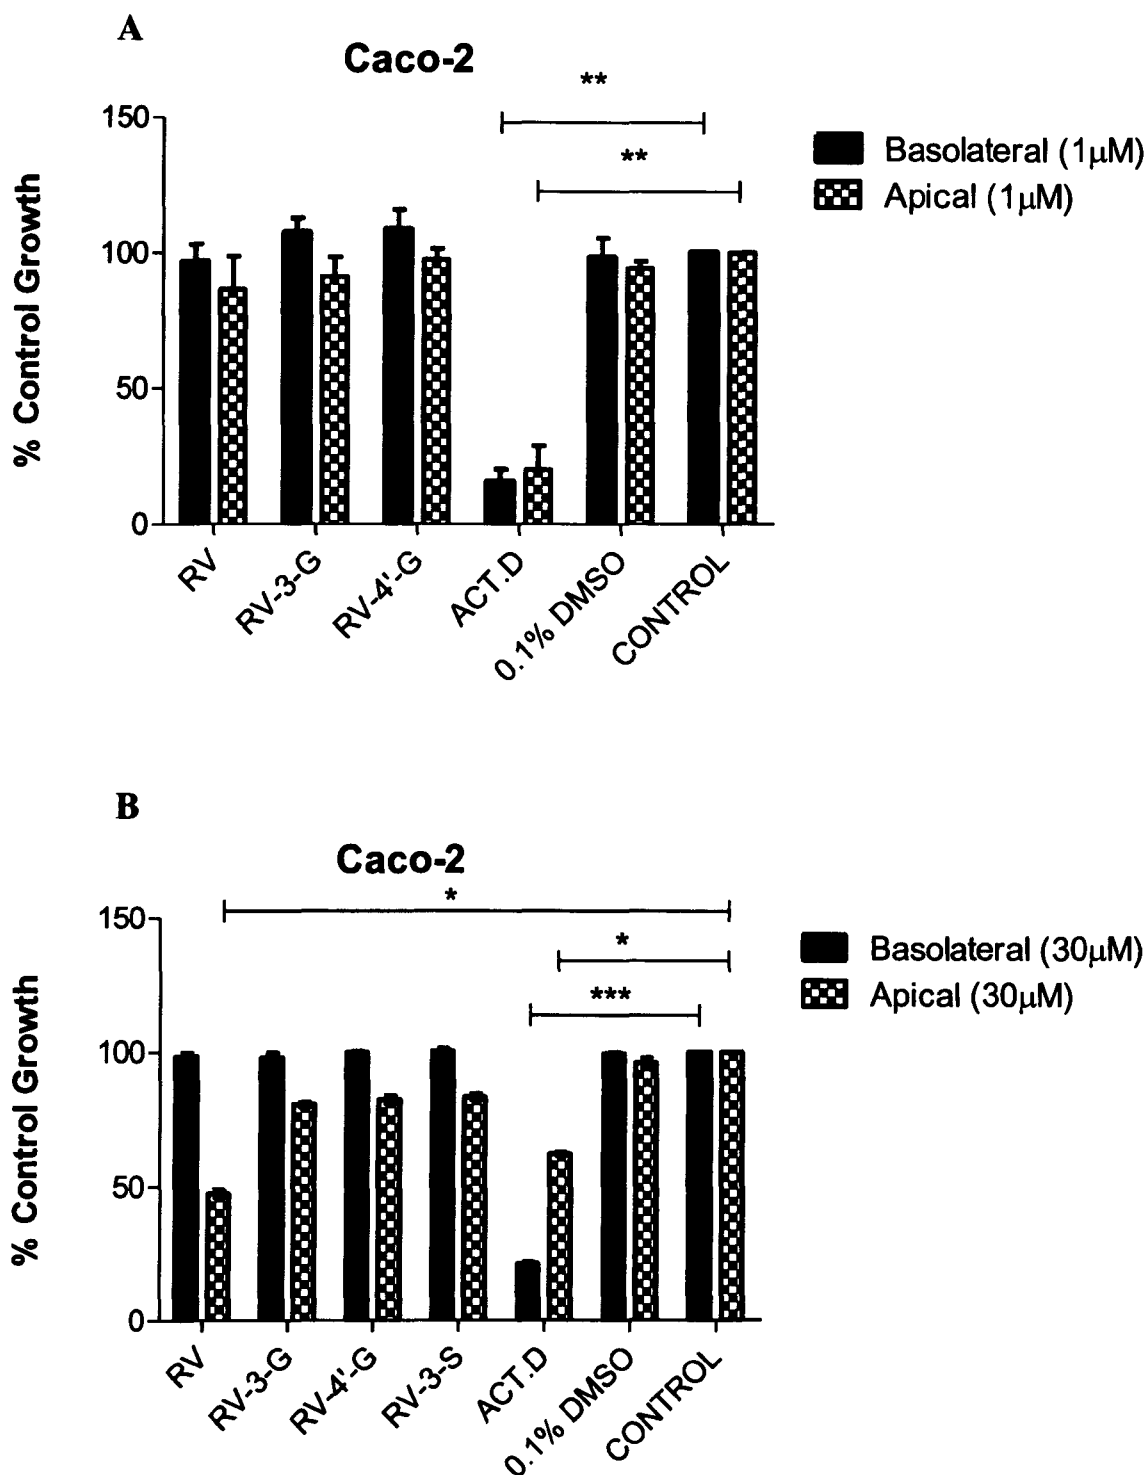 A
Caco-2
**
**
% Control Growth
150
100
50
0
Basolateral (1µM)
Apical (1µM)
RV
RV-3-G
RV-4'-G
ACT.D
0.1% DMSO
CONTROL
B
Caco-2
*
*
***
% Control Growth
150
100
50
0
Basolateral (30µM)
Apical (30µM)
RV
RV-3-G
RV-4'-G
RV-3-S
ACT.D
0.1% DMSO
CONTROL